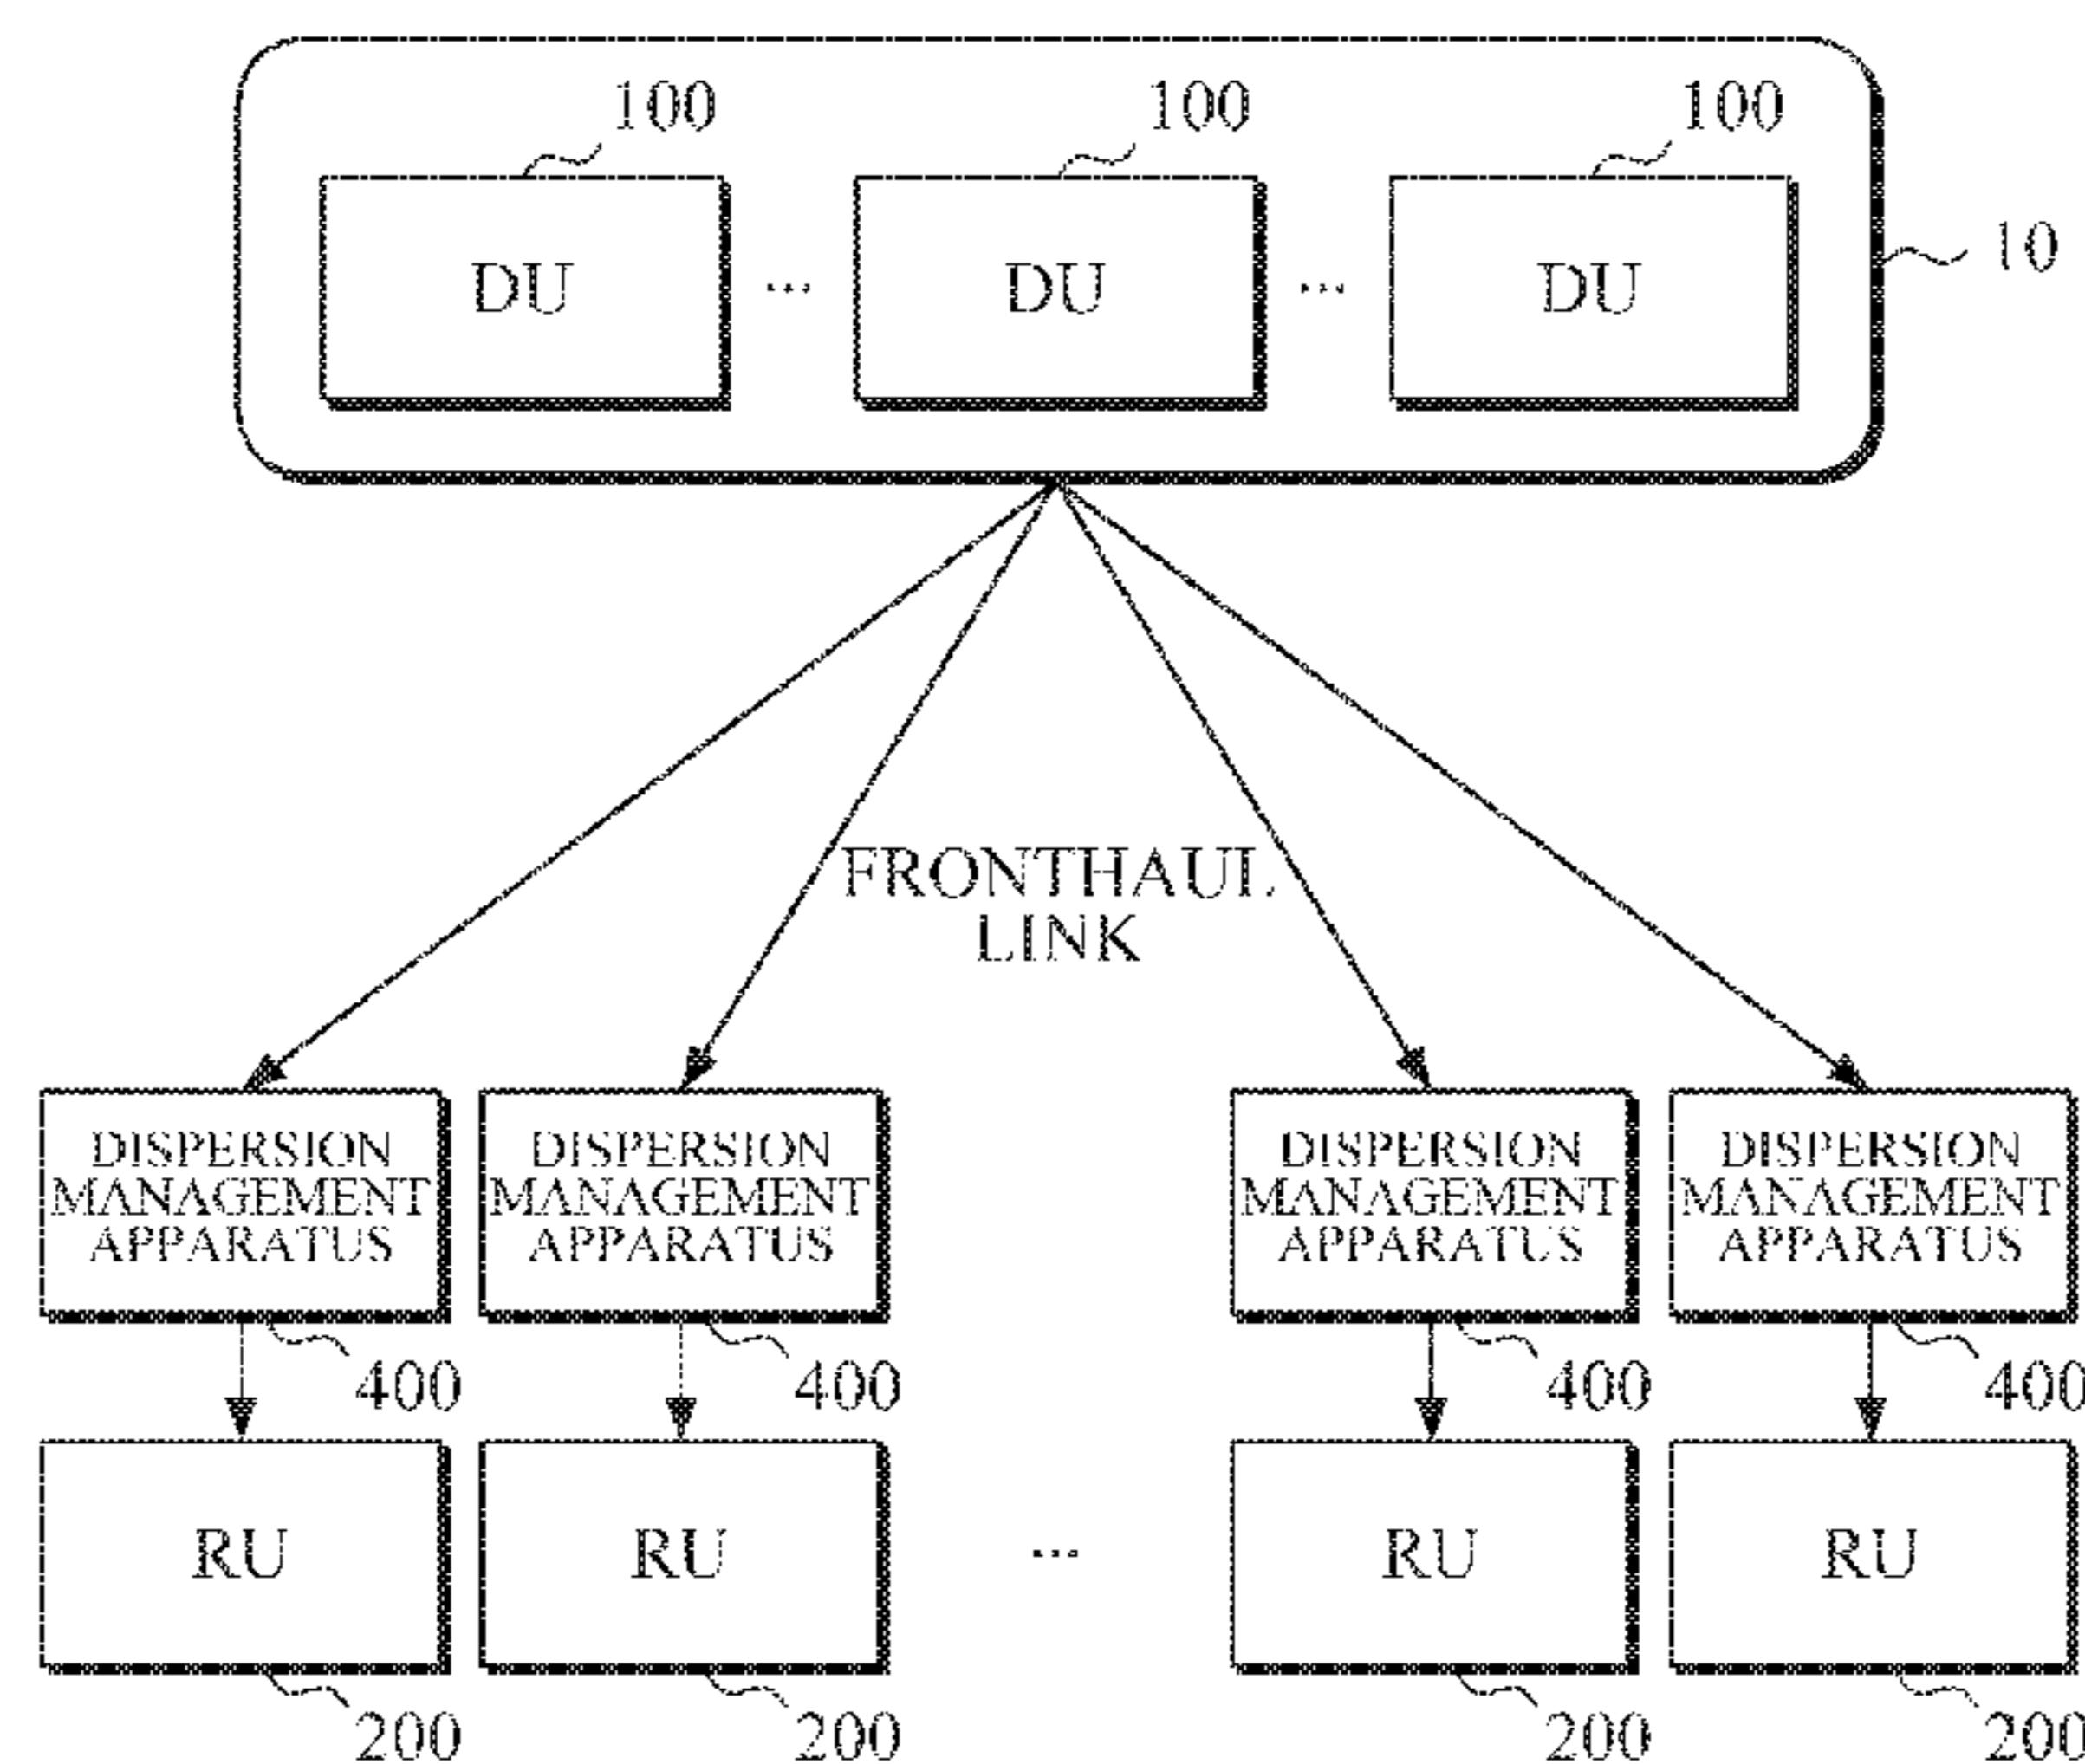 100 100 100
DU ... DU ... DU
10
FRONTHAUL
LINK
DISPERSION
MANAGEMENT
APPARATUS
DISPERSION
MANAGEMENT
APPARATUS
DISPERSION
MANAGEMENT
APPARATUS
DISPERSION
MANAGEMENT
APPARATUS
400 400 400 400
RU RU ... RU RU
200 200 200 200